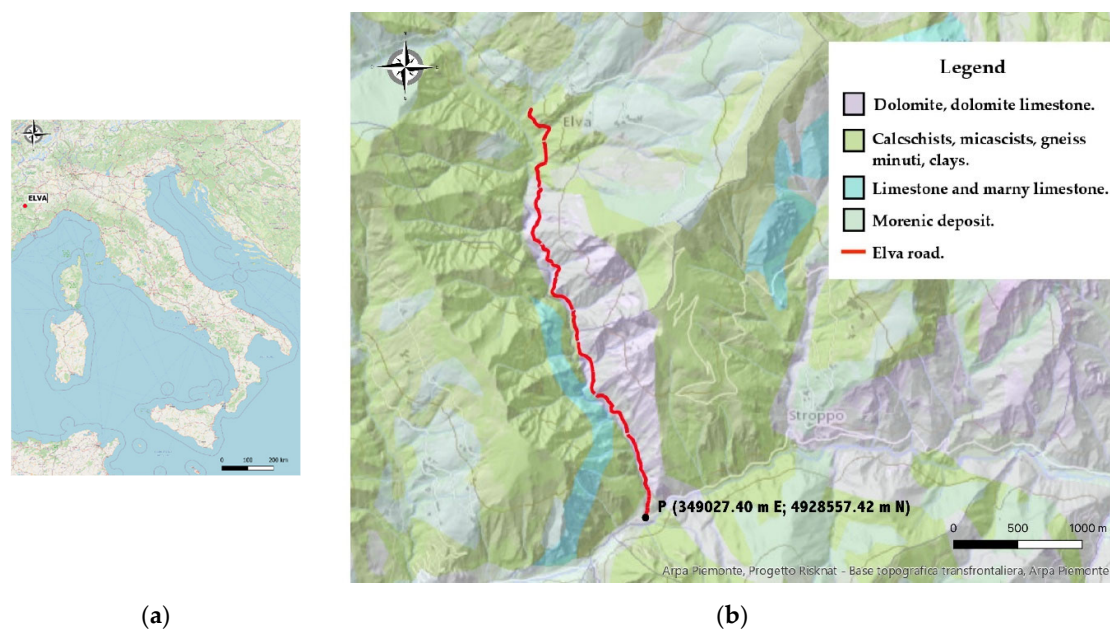 ELVA
0 100 200 km
(a)
Elva
Stroppo
P (349027.40 m E; 4928557.42 m N)
Legend
Dolomite, dolomite limestone.
Calcschists, micascists, gneiss
minuti, clays.
Limestone and marny limestone.
Morenic deposit.
Elva road.
0 500 1000 m
Arpa Piemonte, Progetto Risknat - Base topografica transfrontaliera, Arpa Piemonte
(b)